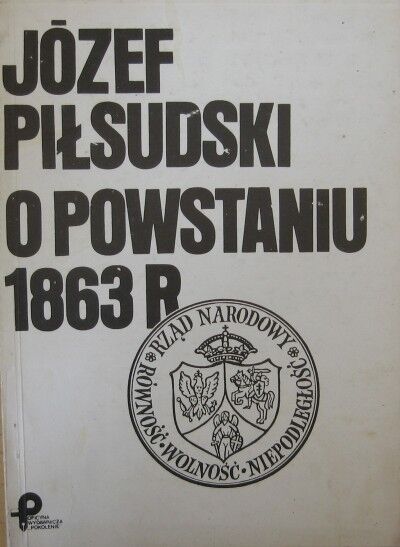 JÓZEF
PIŁSUDSKI
O POWSTANIU
1863 R
RZĄD NARODOWY
RÓWNOŚĆ · WOLNOŚĆ · NIEPODLEGŁOŚĆ
OFICYNA
WYDAWNICZA
POKOLENIE